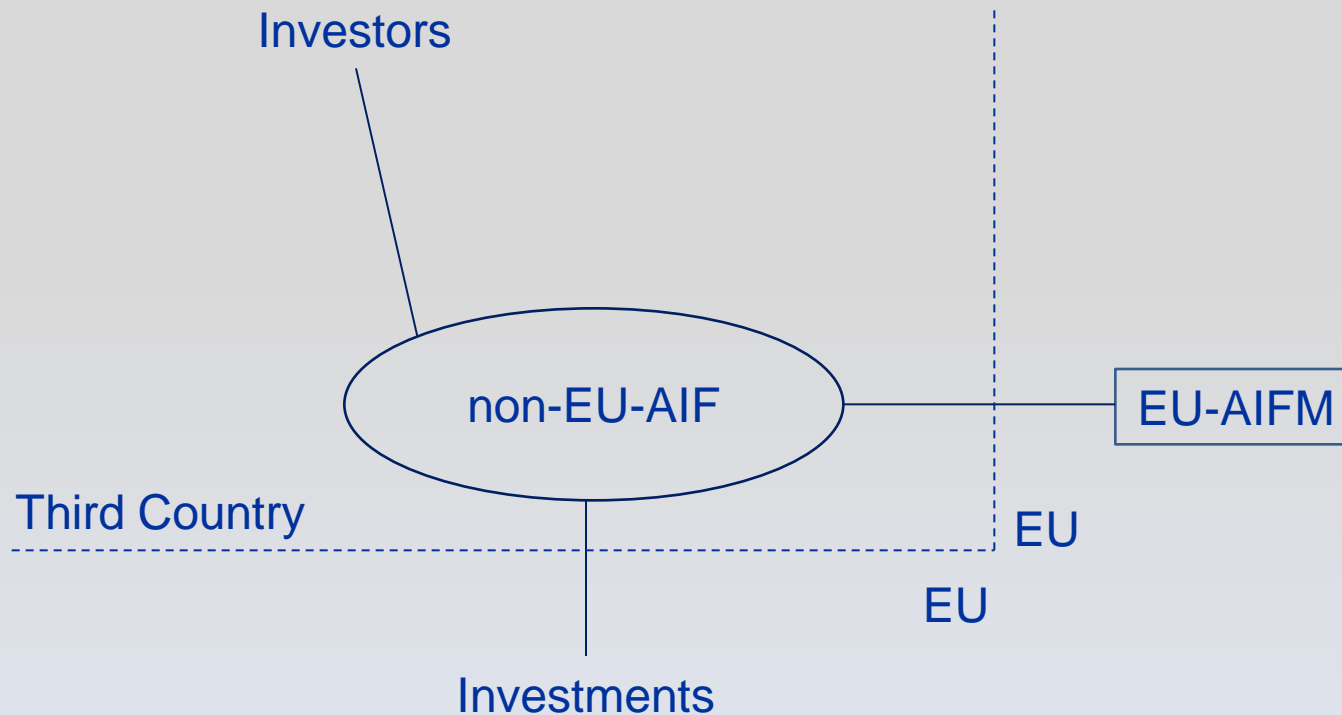 Investors
non-EU-AIF
EU-AIFM
Third Country
EU
EU
Investments